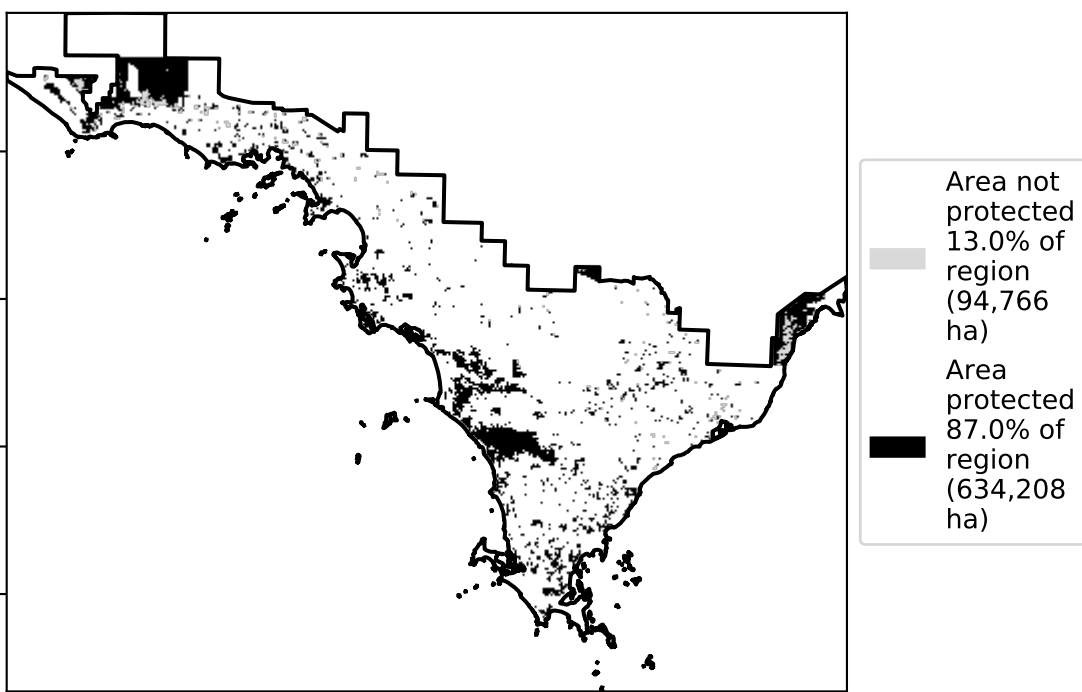 Area not
protected
13.0% of
region
(94,766
ha)
Area
protected
87.0% of
region
(634,208
ha)